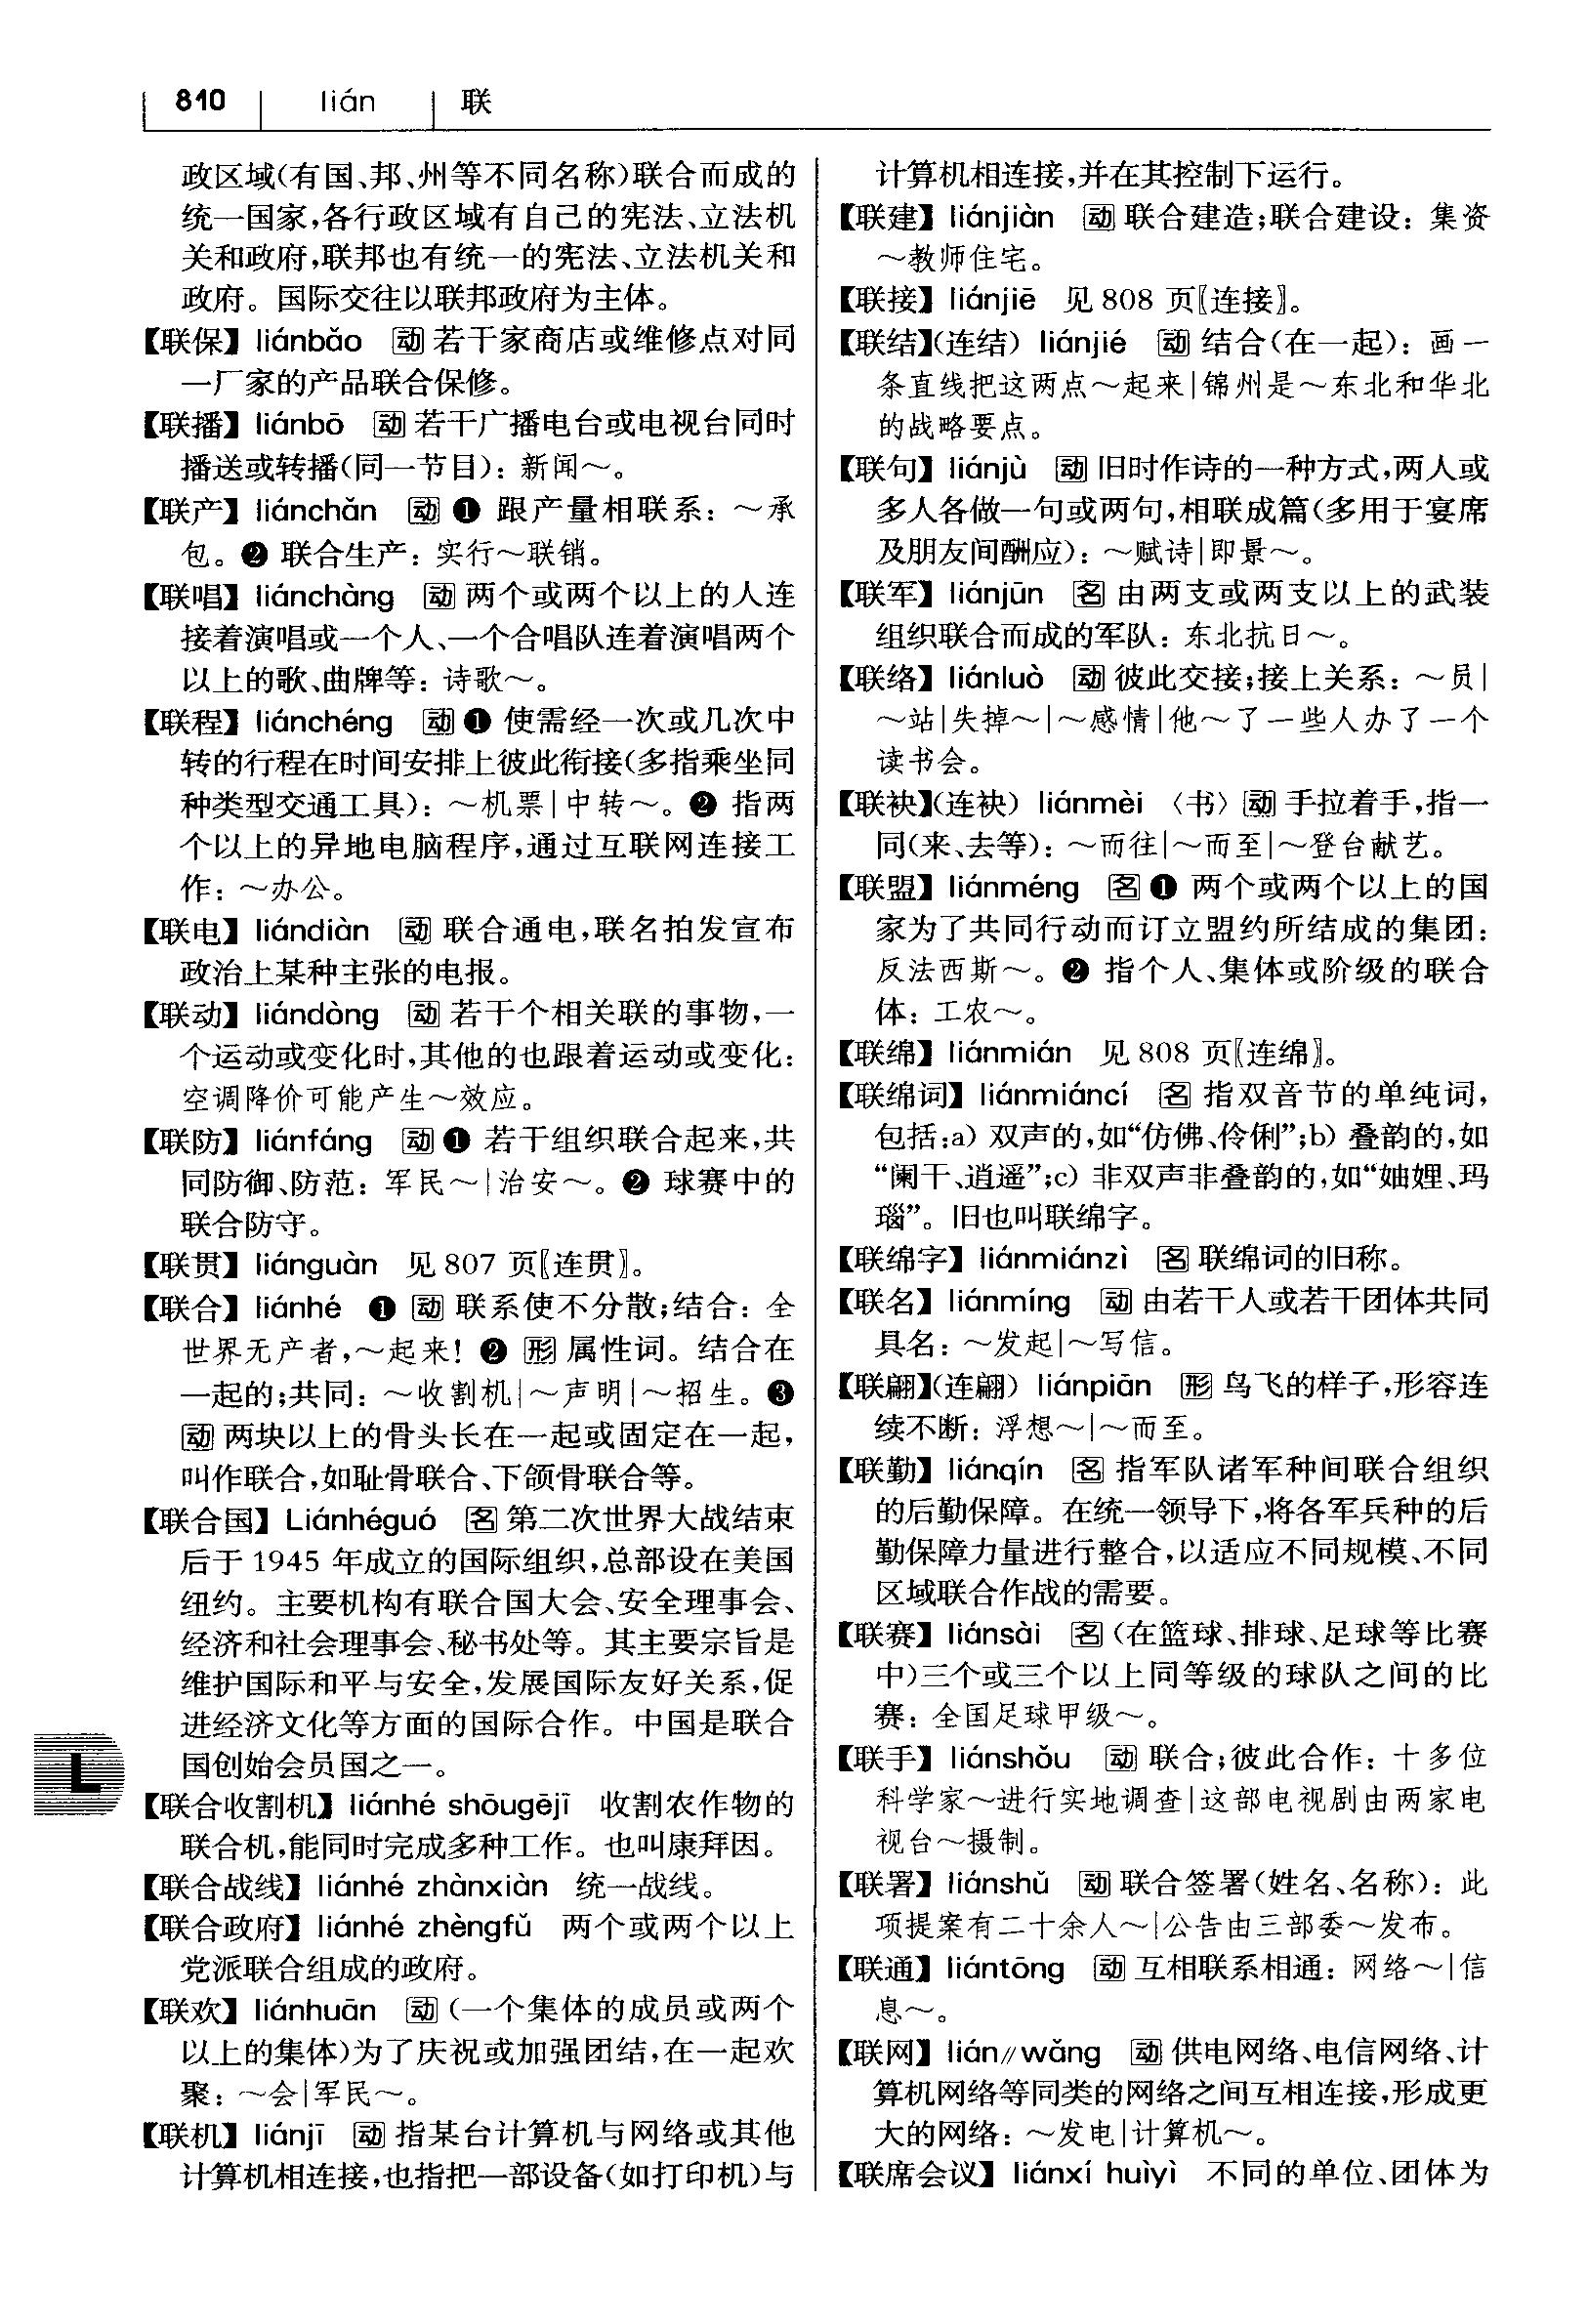 810 lián 联
政区域(有国、邦、州等不同名称)联合而成的
统一国家,各行政区域有自己的宪法、立法机
关和政府,联邦也有统一的宪法、立法机关和
政府。国际交往以联邦政府为主体。
【联保】 liánbǎo 动 若干家商店或维修点对同
一厂家的产品联合保修。
【联播】 liánbō 动 若干广播电台或电视台同时
播送或转播(同一节目): 新闻～。
【联产】 liánchǎn 动 ❶ 跟产量相联系: ～承
包。❷ 联合生产: 实行～联销。
【联唱】 liánchàng 动 两个或两个以上的人连
接着演唱或一个人、一个合唱队连着演唱两个
以上的歌、曲牌等: 诗歌～。
【联程】 liánchéng 动 ❶ 使需经一次或几次中
转的行程在时间安排上彼此衔接(多指乘坐同
种类型交通工具): ～机票|中转～。❷ 指两
个以上的异地电脑程序,通过互联网连接工
作: ～办公。
【联电】 liándiàn 动 联合通电,联名拍发宣布
政治上某种主张的电报。
【联动】 liándòng 动 若干个相关联的事物,一
个运动或变化时,其他的也跟着运动或变化:
空调降价可能产生～效应。
【联防】 liánfáng 动 ❶ 若干组织联合起来,共
同防御、防范: 军民～|治安～。❷ 球赛中的
联合防守。
【联贯】 liánguàn 见 807 页〖连贯〗。
【联合】 liánhé ❶ 动 联系使不分散;结合: 全
世界无产者,～起来! ❷ 形 属性词。结合在
一起的;共同: ～收割机|～声明|～招生。❸
动 两块以上的骨头长在一起或固定在一起,
叫作联合,如耻骨联合、下颌骨联合等。
【联合国】 Liánhéguó 名 第二次世界大战结束
后于 1945 年成立的国际组织,总部设在美国
纽约。主要机构有联合国大会、安全理事会、
经济和社会理事会、秘书处等。其主要宗旨是
维护国际和平与安全,发展国际友好关系,促
进经济文化等方面的国际合作。中国是联合
国创始会员国之一。
【联合收割机】 liánhé shōugējī 收割农作物的
联合机,能同时完成多种工作。也叫康拜因。
【联合战线】 liánhé zhànxiàn 统一战线。
【联合政府】 liánhé zhèngfǔ 两个或两个以上
党派联合组成的政府。
【联欢】 liánhuān 动 (一个集体的成员或两个
以上的集体)为了庆祝或加强团结,在一起欢
聚: ～会|军民～。
【联机】 liánjī 动 指某台计算机与网络或其他
计算机相连接,也指把一部设备(如打印机)与
L
计算机相连接,并在其控制下运行。
【联建】 liánjiàn 动 联合建造;联合建设: 集资
～教师住宅。
【联接】 liánjiē 见 808 页〖连接〗。
【联结】(连结) liánjié 动 结合(在一起): 画一
条直线把这两点～起来|锦州是～东北和华北
的战略要点。
【联句】 liánjù 动 旧时作诗的一种方式,两人或
多人各做一句或两句,相联成篇(多用于宴席
及朋友间酬应): ～赋诗|即景～。
【联军】 liánjūn 名 由两支或两支以上的武装
组织联合而成的军队: 东北抗日～。
【联络】 liánluò 动 彼此交接;接上关系: ～员|
～站|失掉～|～感情|他～了一些人办了一个
读书会。
【联袂】(连袂) liánmèi 〈书〉 动 手拉着手,指一
同(来、去等): ～而往|～而至|～登台献艺。
【联盟】 liánméng 名 ❶ 两个或两个以上的国
家为了共同行动而订立盟约所结成的集团:
反法西斯～。❷ 指个人、集体或阶级的联合
体: 工农～。
【联绵】 liánmián 见 808 页〖连绵〗。
【联绵词】 liánmiáncí 名 指双音节的单纯词,
包括:a) 双声的,如“仿佛、伶俐”;b) 叠韵的,如
“阑干、逍遥”;c) 非双声非叠韵的,如“妯娌、玛
瑙”。旧也叫联绵字。
【联绵字】 liánmiánzì 名 联绵词的旧称。
【联名】 liánmíng 动 由若干人或若干团体共同
具名: ～发起|～写信。
【联翩】(连翩) liánpiān 形 鸟飞的样子,形容连
续不断: 浮想～|～而至。
【联勤】 liánqín 名 指军队诸军种间联合组织
的后勤保障。在统一领导下,将各军兵种的后
勤保障力量进行整合,以适应不同规模、不同
区域联合作战的需要。
【联赛】 liánsài 名 (在篮球、排球、足球等比赛
中)三个或三个以上同等级的球队之间的比
赛: 全国足球甲级～。
【联手】 liánshǒu 动 联合;彼此合作: 十多位
科学家～进行实地调查|这部电视剧由两家电
视台～摄制。
【联署】 liánshǔ 动 联合签署(姓名、名称): 此
项提案有二十余人～|公告由三部委～发布。
【联通】 liántōng 动 互相联系相通: 网络～|信
息～。
【联网】 lián∥wǎng 动 供电网络、电信网络、计
算机网络等同类的网络之间互相连接,形成更
大的网络: ～发电|计算机～。
【联席会议】 liánxí huìyì 不同的单位、团体为